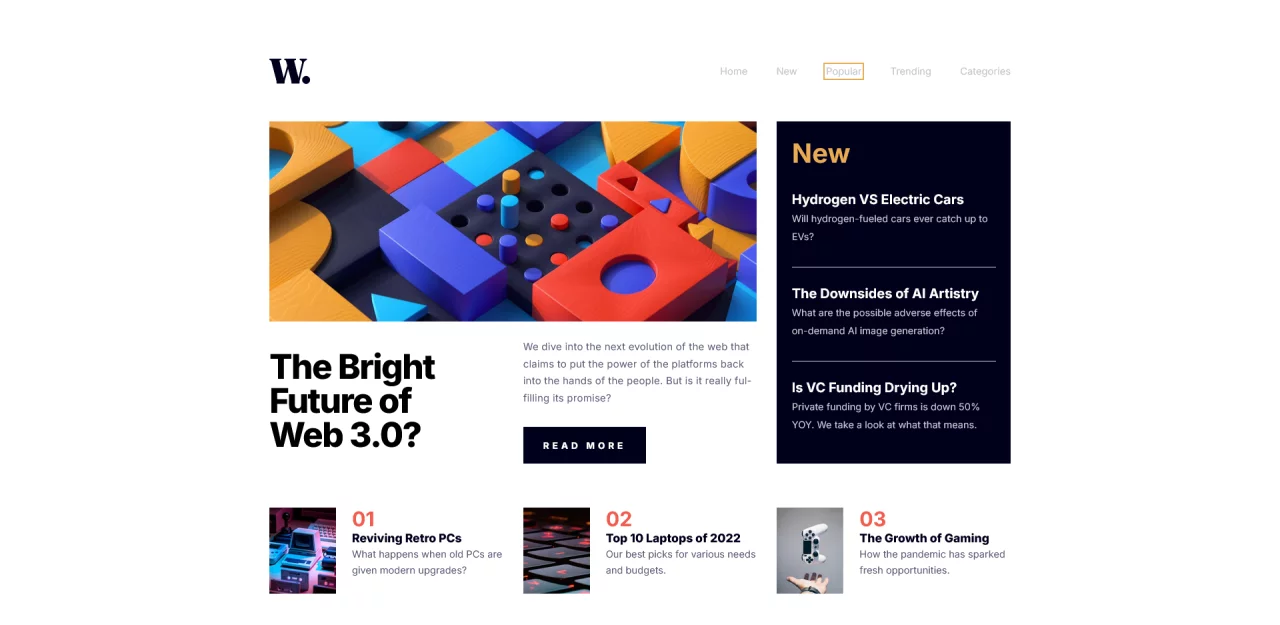 W.
Home New Popular Trending Categories
New
Hydrogen VS Electric Cars
Will hydrogen-fueled cars ever catch up to
EVs?
The Downsides of AI Artistry
What are the possible adverse effects of
on-demand AI image generation?
Is VC Funding Drying Up?
Private funding by VC firms is down 50%
YOY. We take a look at what that means.
The Bright
Future of
Web 3.0?
We dive into the next evolution of the web that
claims to put the power of the platforms back
into the hands of the people. But is it really ful-
filling its promise?
READ MORE
01
Reviving Retro PCs
What happens when old PCs are
given modern upgrades?
02
Top 10 Laptops of 2022
Our best picks for various needs
and budgets.
03
The Growth of Gaming
How the pandemic has sparked
fresh opportunities.